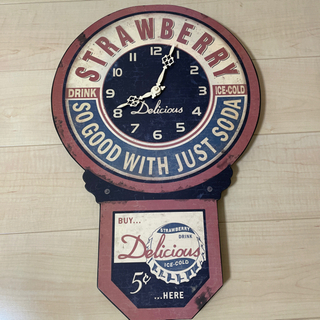 STRAWBERRY
DRINK
ICE-COLD
12
1
2
3
4
5
6
7
8
9
10
11
Delicious
SO GOOD WITH JUST SODA
BUY...
STRAWBERRY
DRINK
Delicious
ICE-COLD
5¢
...HERE